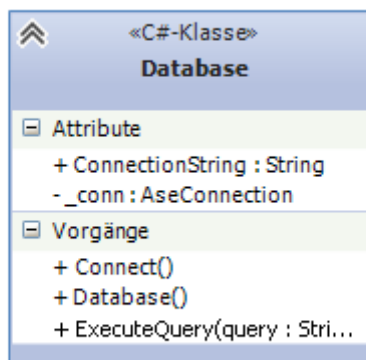 «C#-Klasse»
Database
Attribute
+ ConnectionString : String
- _conn : AseConnection
Vorgänge
+ Connect()
+ Database()
+ ExecuteQuery(query : Stri...